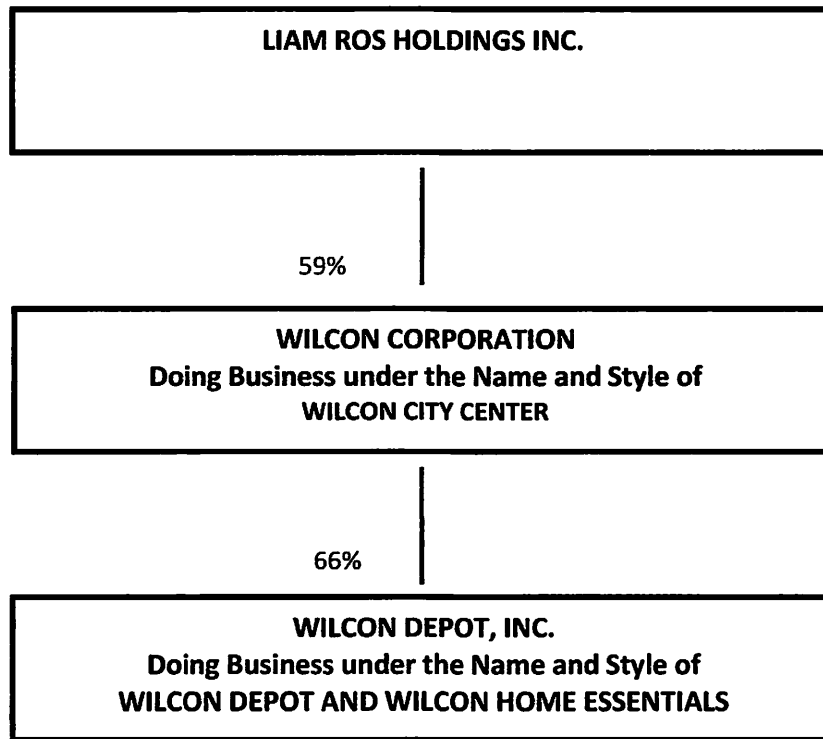 LIAM ROS HOLDINGS INC.
59%
WILCON CORPORATION
Doing Business under the Name and Style of
WILCON CITY CENTER
66%
WILCON DEPOT, INC.
Doing Business under the Name and Style of
WILCON DEPOT AND WILCON HOME ESSENTIALS